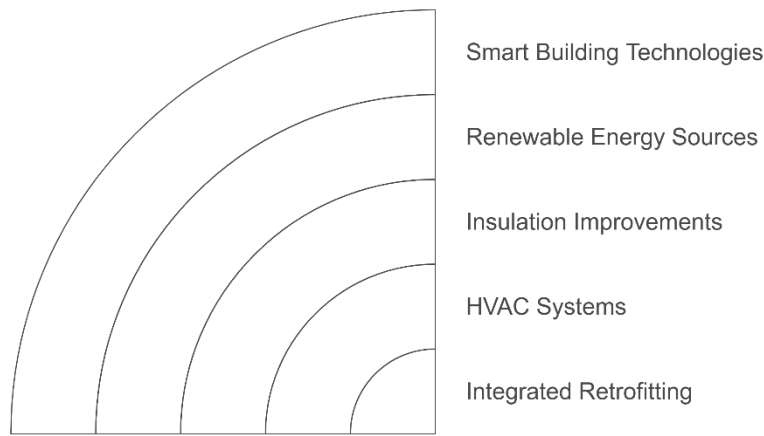 Smart Building Technologies
Renewable Energy Sources
Insulation Improvements
HVAC Systems
Integrated Retrofitting